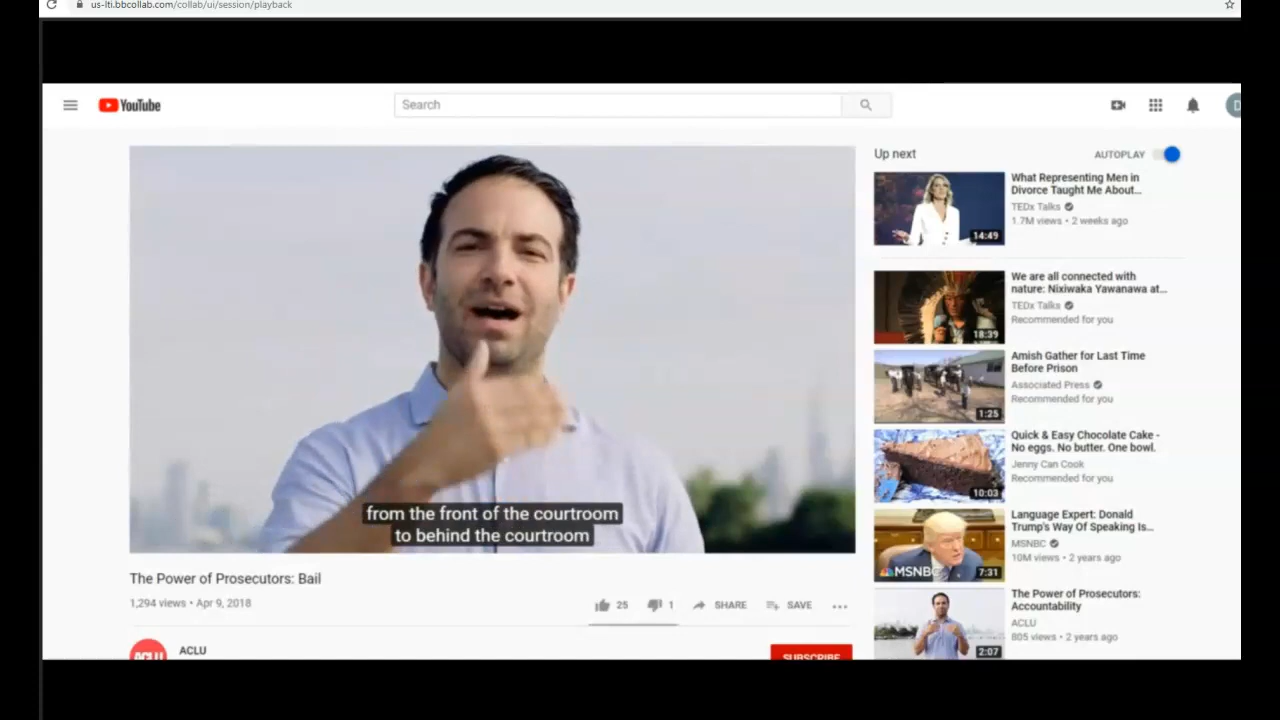 us-lti.bbcollab.com/collab/ui/session/playback
YouTube
Search
D
from the front of the courtroom
to behind the courtroom
The Power of Prosecutors: Bail
1,294 views • Apr 9, 2018
25
1
SHARE
SAVE
ACLU
ACLU
SUBSCRIBE
Up next
AUTOPLAY
14:49
What Representing Men in
Divorce Taught Me About...
TEDx Talks
1.7M views • 2 weeks ago
18:39
We are all connected with
nature: Nixiwaka Yawanawa at...
TEDx Talks
Recommended for you
1:25
Amish Gather for Last Time
Before Prison
Associated Press
Recommended for you
10:03
Quick & Easy Chocolate Cake -
No eggs. No butter. One bowl.
Jenny Can Cook
Recommended for you
MSNBC
7:31
Language Expert: Donald
Trump's Way Of Speaking Is...
MSNBC
10M views • 2 years ago
2:07
The Power of Prosecutors:
Accountability
ACLU
805 views • 2 years ago